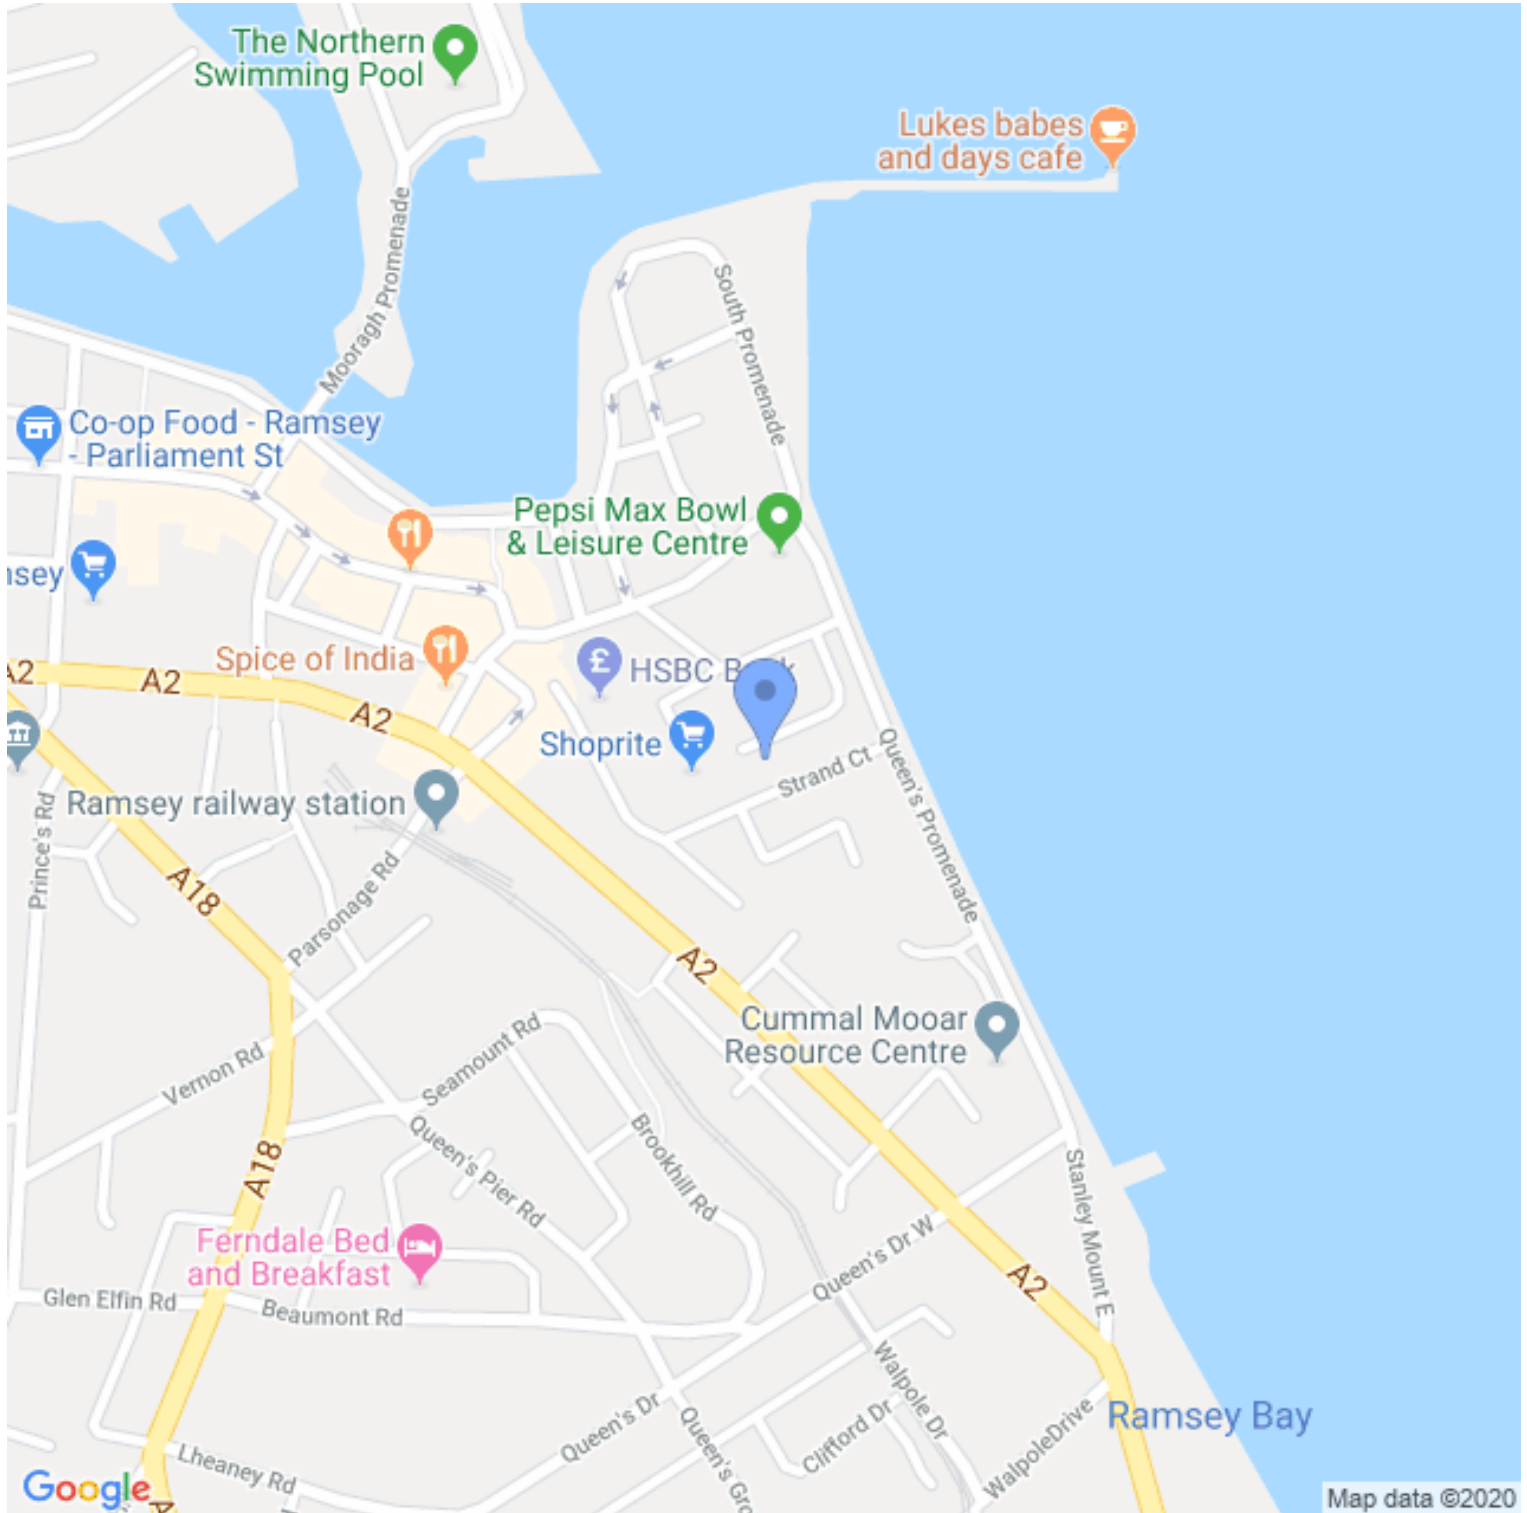 The Northern
Swimming Pool
Lukes babes
and days cafe
Mooragh Promenade
South Promenade
Co-op Food - Ramsey
- Parliament St
Pepsi Max Bowl
& Leisure Centre
nsey
Spice of India
£
HSBC
A2
A2
A2
Shoprite
Queen's Promenade
Strand Ct
Ramsey railway station
Prince's Rd
A18
Parsonage Rd
A2
Cummal Mooar
Resource Centre
Seamount Rd
Vernon Rd
Brookhill Rd
Queen's Pier Rd
A18
Stanley Mount E
Ferndale Bed
and Breakfast
Queen's Dr W
A2
Glen Elfin Rd
Beaumont Rd
Walpole Dr
Queen's Dr
Clifford Dr
WalpoleDrive
Ramsey Bay
Queen's Gro
Lheaney Rd
Google
A
Map data ©2020